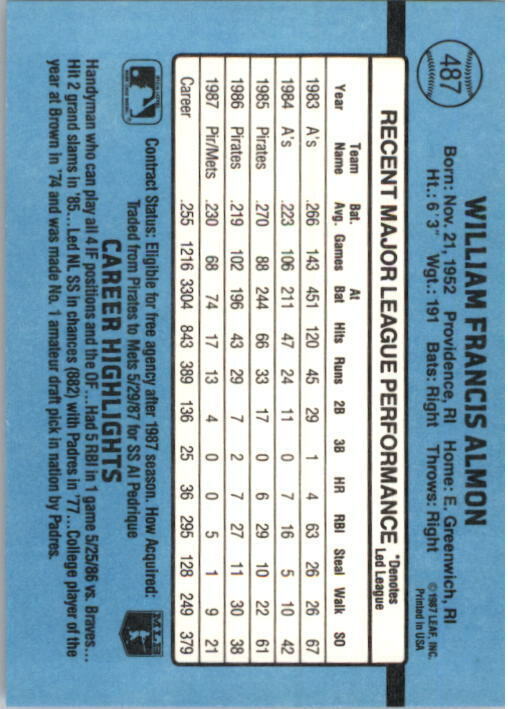 487
WILLIAM FRANCIS ALMON
Born: Nov. 21, 1952 Providence, RI Home: E. Greenwich, RI
Ht.: 6'3" Wgt.: 191 Bats: Right Throws: Right
©1987 LEAF, INC.
Printed in USA
RECENT MAJOR LEAGUE PERFORMANCE *Denotes Led League
Year Team Name Bat. Avg. Games At Bat Hits Runs 2B 3B HR RBI Steal Walk SO
1983 A's .266 143 451 120 45 29 1 4 63 26 26 67
1984 A's .223 106 211 47 24 11 0 7 16 5 10 42
1985 Pirates .270 88 244 66 33 17 0 6 29 10 22 61
1986 Pirates .219 102 196 43 29 7 2 7 27 11 30 38
1987 Pir/Mets .230 68 74 17 13 4 0 0 5 1 9 21
Career .255 1216 3304 843 389 136 25 36 295 128 249 379
Contract Status: Eligible for free agency after 1987 season. How Acquired:
Traded from Pirates to Mets 5/29/87 for SS Al Pedrique
MLB
CAREER HIGHLIGHTS
Handyman who can play all 4 IF positions and the OF...Had 5 RBI in 1 game 5/25/86 vs. Braves...
Hit 2 grand slams in '85...Led NL SS in chances (882) with Padres in '77...College player of the
year at Brown in '74 and was made No. 1 amateur draft pick in nation by Padres.